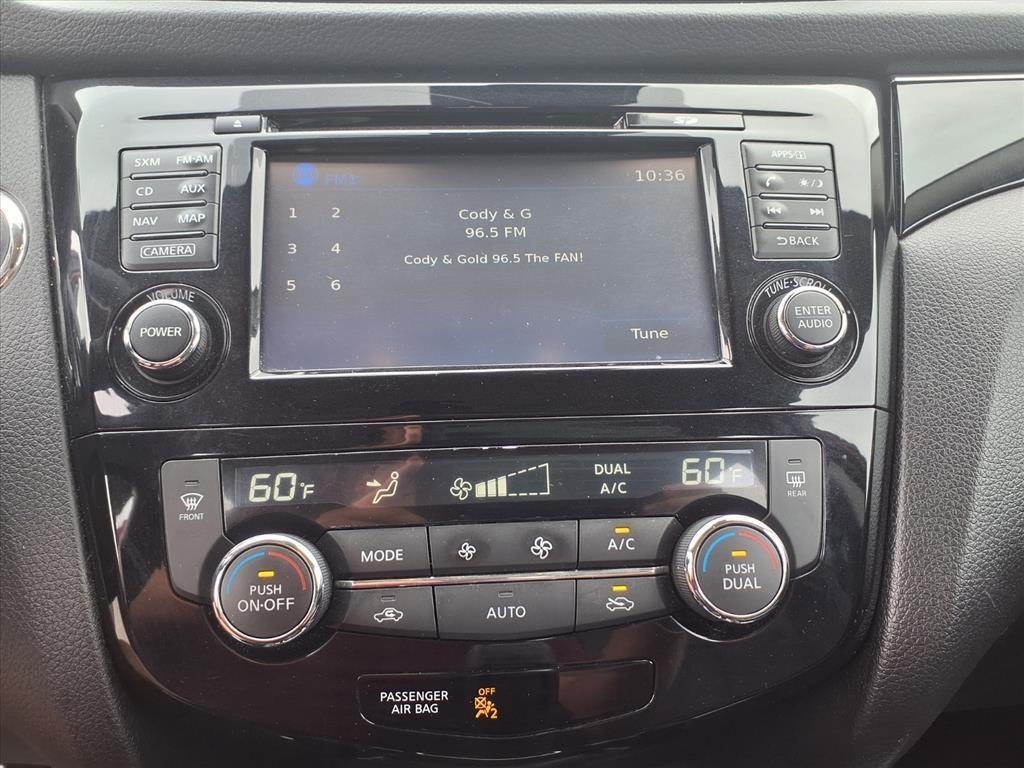 SD
SXM FM·AM
CD AUX
NAV MAP
CAMERA
VOLUME
POWER
FM1 10:36
1 2
3 4
5 6
Cody & G
96.5 FM
Cody & Gold 96.5 The FAN!
Tune
APPS·i
BACK
TUNE·SCROLL
ENTER
AUDIO
FRONT
60°F
DUAL
A/C
60°F
REAR
PUSH
ON·OFF
MODE
A/C
AUTO
PUSH
DUAL
PASSENGER
AIR BAG
OFF
2